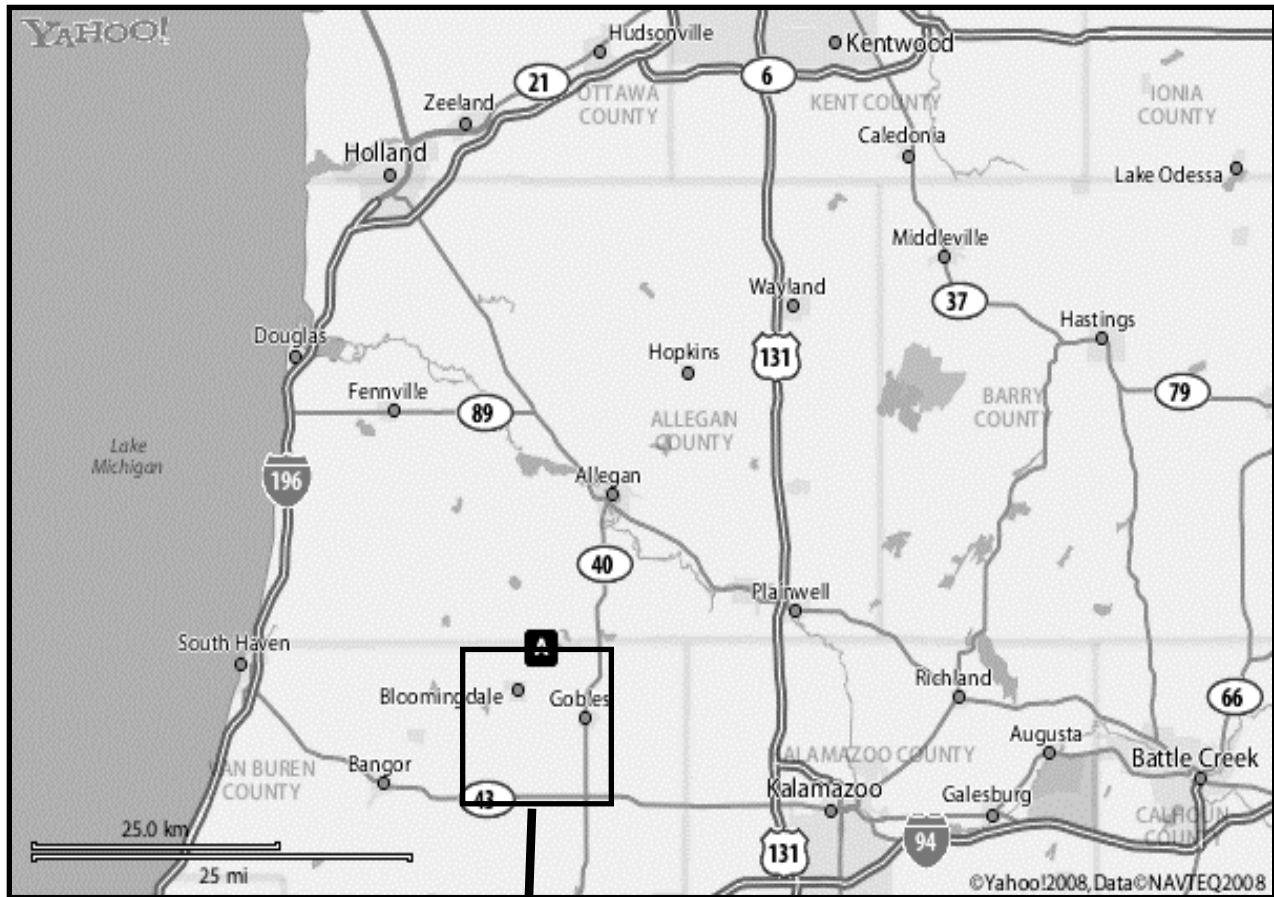 YAHOO!
Hudsonville
Kentwood
21
6
OTTAWA
COUNTY
KENT COUNTY
IONIA
COUNTY
Zeeland
Caledonia
Holland
Lake Odessa
Middleville
Wayland
37
Hastings
Douglas
Hopkins
131
Fennville
79
BARRY
COUNTY
89
ALLEGAN
COUNTY
Lake
Michigan
196
Allegan
40
Plainwell
South Haven
A
Richland
Bloomingdale
Gobles
66
Augusta
VAN BUREN
COUNTY
Bangor
KALAMAZOO COUNTY
Battle Creek
43
Kalamazoo
Galesburg
CALHOUN
COUNTY
25.0 km
94
131
25 mi
©Yahoo!2008,Data©NAVTEQ2008